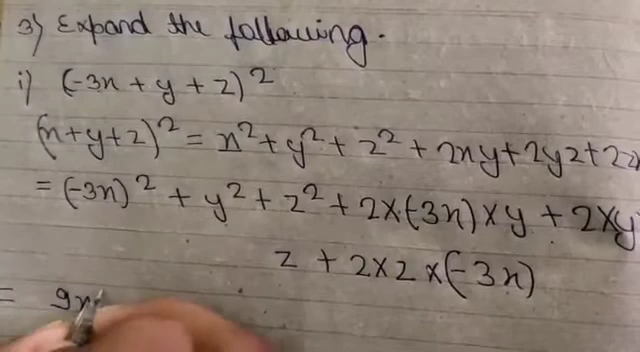 3) Expand the following.
i) (-3x + y + z)²
(x+y+z)² = x² + y² + z² + 2xy + 2yz + 2zx
= (-3x)² + y² + z² + 2×(-3x)×y + 2×y
z + 2×z×(-3x)
= 9x